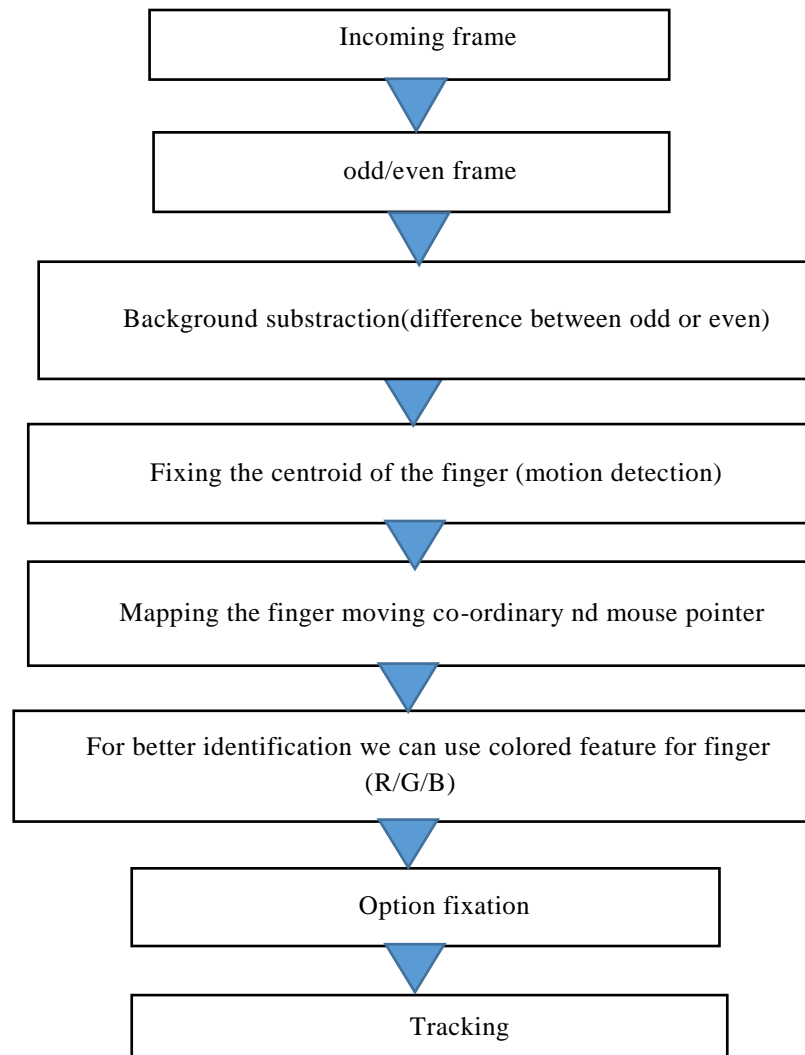 Incoming frame
odd/even frame
Background substraction(difference between odd or even)
Fixing the centroid of the finger (motion detection)
Mapping the finger moving co-ordinary nd mouse pointer
For better identification we can use colored feature for finger
(R/G/B)
Option fixation
Tracking